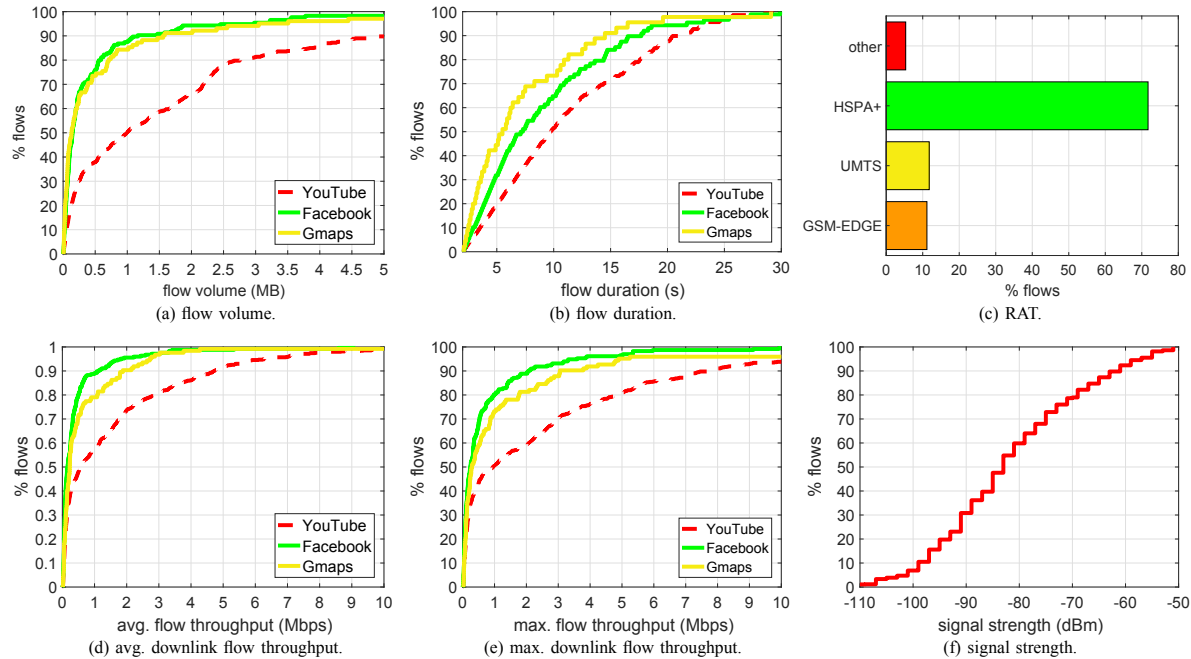 100
90
80
70
60
50
40
30
20
10
0
% flows
0 0.5 1 1.5 2 2.5 3 3.5 4 4.5 5
flow volume (MB)
YouTube
Facebook
Gmaps
(a) flow volume.
100
90
80
70
60
50
40
30
20
10
0
% flows
5 10 15 20 25 30
flow duration (s)
YouTube
Facebook
Gmaps
(b) flow duration.
other
HSPA+
UMTS
GSM-EDGE
0 10 20 30 40 50 60 70 80
% flows
(c) RAT.
1
0.9
0.8
0.7
0.6
0.5
0.4
0.3
0.2
0.1
0
% flows
0 1 2 3 4 5 6 7 8 9 10
avg. flow throughput (Mbps)
YouTube
Facebook
Gmaps
(d) avg. downlink flow throughput.
100
90
80
70
60
50
40
30
20
10
0
% flows
0 1 2 3 4 5 6 7 8 9 10
max. flow throughput (Mbps)
YouTube
Facebook
Gmaps
(e) max. downlink flow throughput.
100
90
80
70
60
50
40
30
20
10
0
% flows
-110 -100 -90 -80 -70 -60 -50
signal strength (dBm)
(f) signal strength.